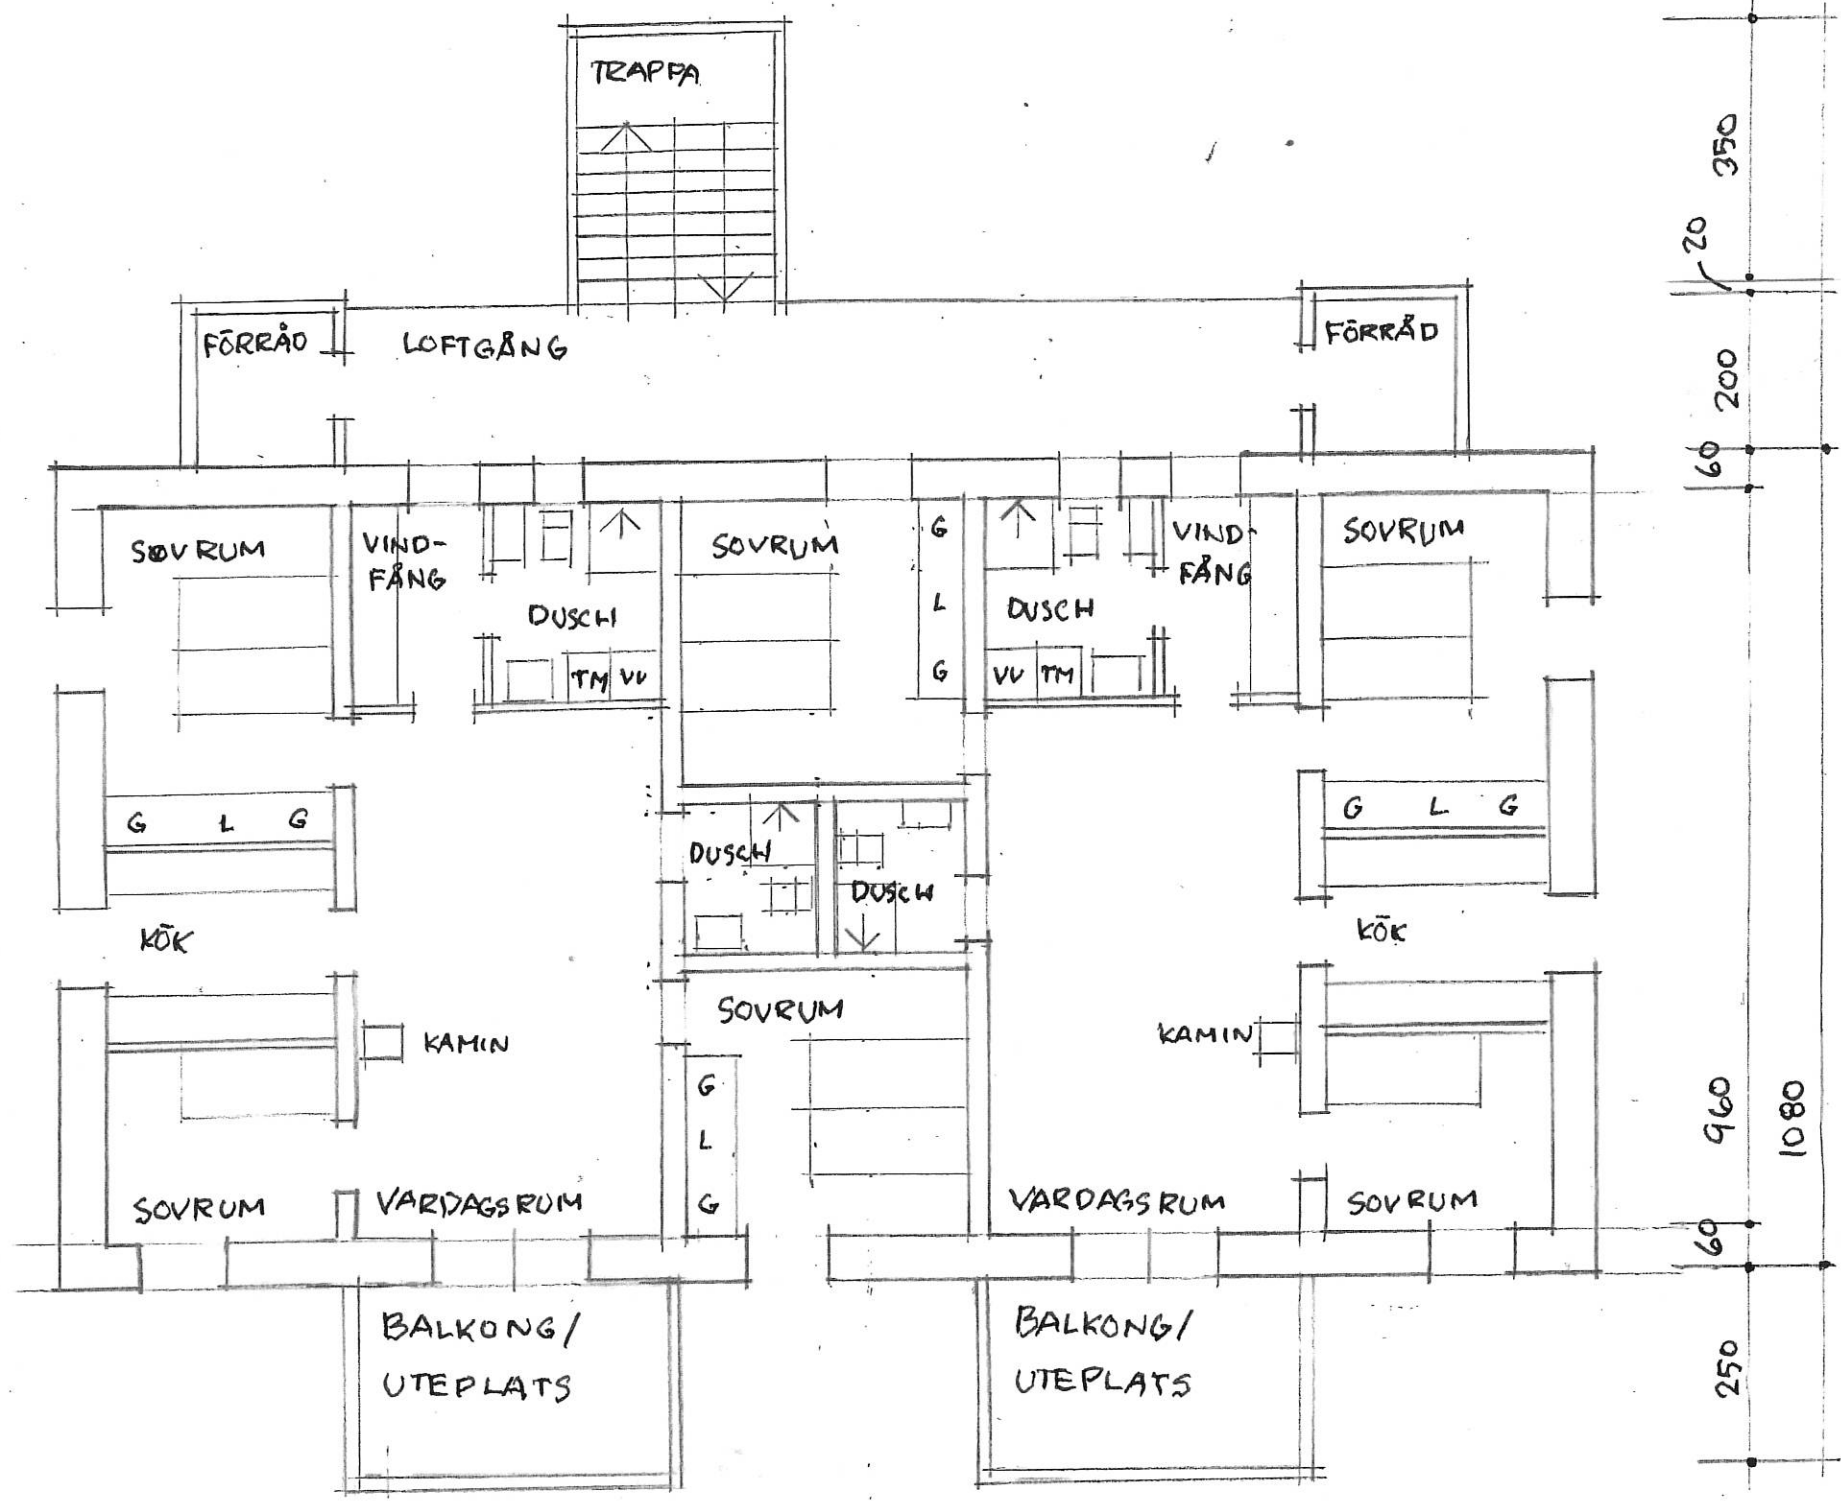 TRAPPA
350
20
FÖRRÅD
LOFTGÅNG
FÖRRÅD
200
60
SOVRUM
VIND-
FÅNG
DUSCH
TM
VV
SOVRUM
G
L
G
DUSCH
VV
TM
VIND-
FÅNG
SOVRUM
G L G
DUSCH
DUSCH
G L G
KÖK
KÖK
SOVRUM
KAMIN
KAMIN
G
L
G
960
1080
SOVRUM
VARDAGSRUM
VARDAGSRUM
SOVRUM
60
BALKONG/
UTEPLATS
BALKONG/
UTEPLATS
250